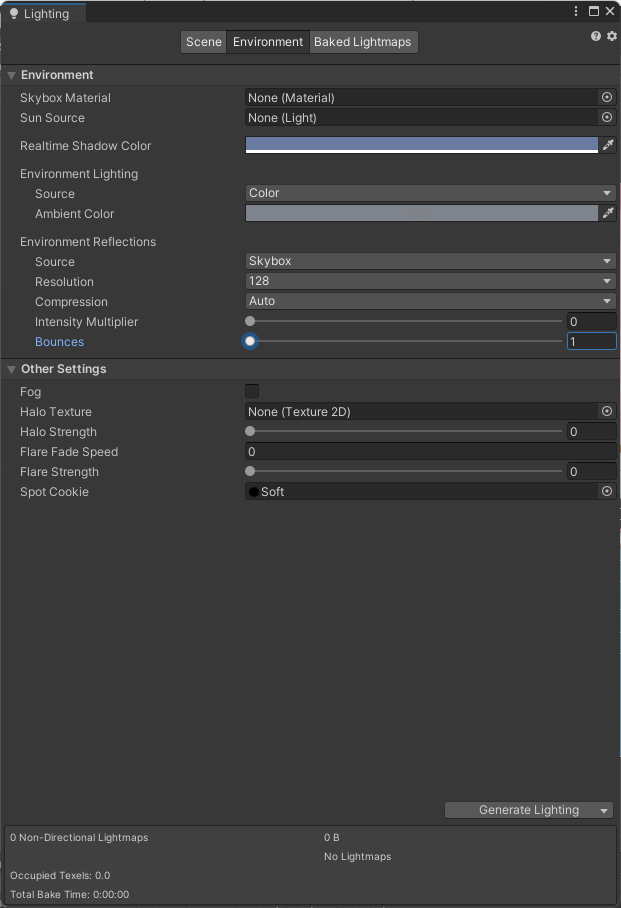 Lighting
Scene Environment Baked Lightmaps
Environment
Skybox Material None (Material)
Sun Source None (Light)
Realtime Shadow Color
Environment Lighting
Source Color
Ambient Color
Environment Reflections
Source Skybox
Resolution 128
Compression Auto
Intensity Multiplier 0
Bounces 1
Other Settings
Fog
Halo Texture None (Texture 2D)
Halo Strength 0
Flare Fade Speed 0
Flare Strength 0
Spot Cookie Soft
Generate Lighting
0 Non-Directional Lightmaps 0 B
No Lightmaps
Occupied Texels: 0.0
Total Bake Time: 0:00:00